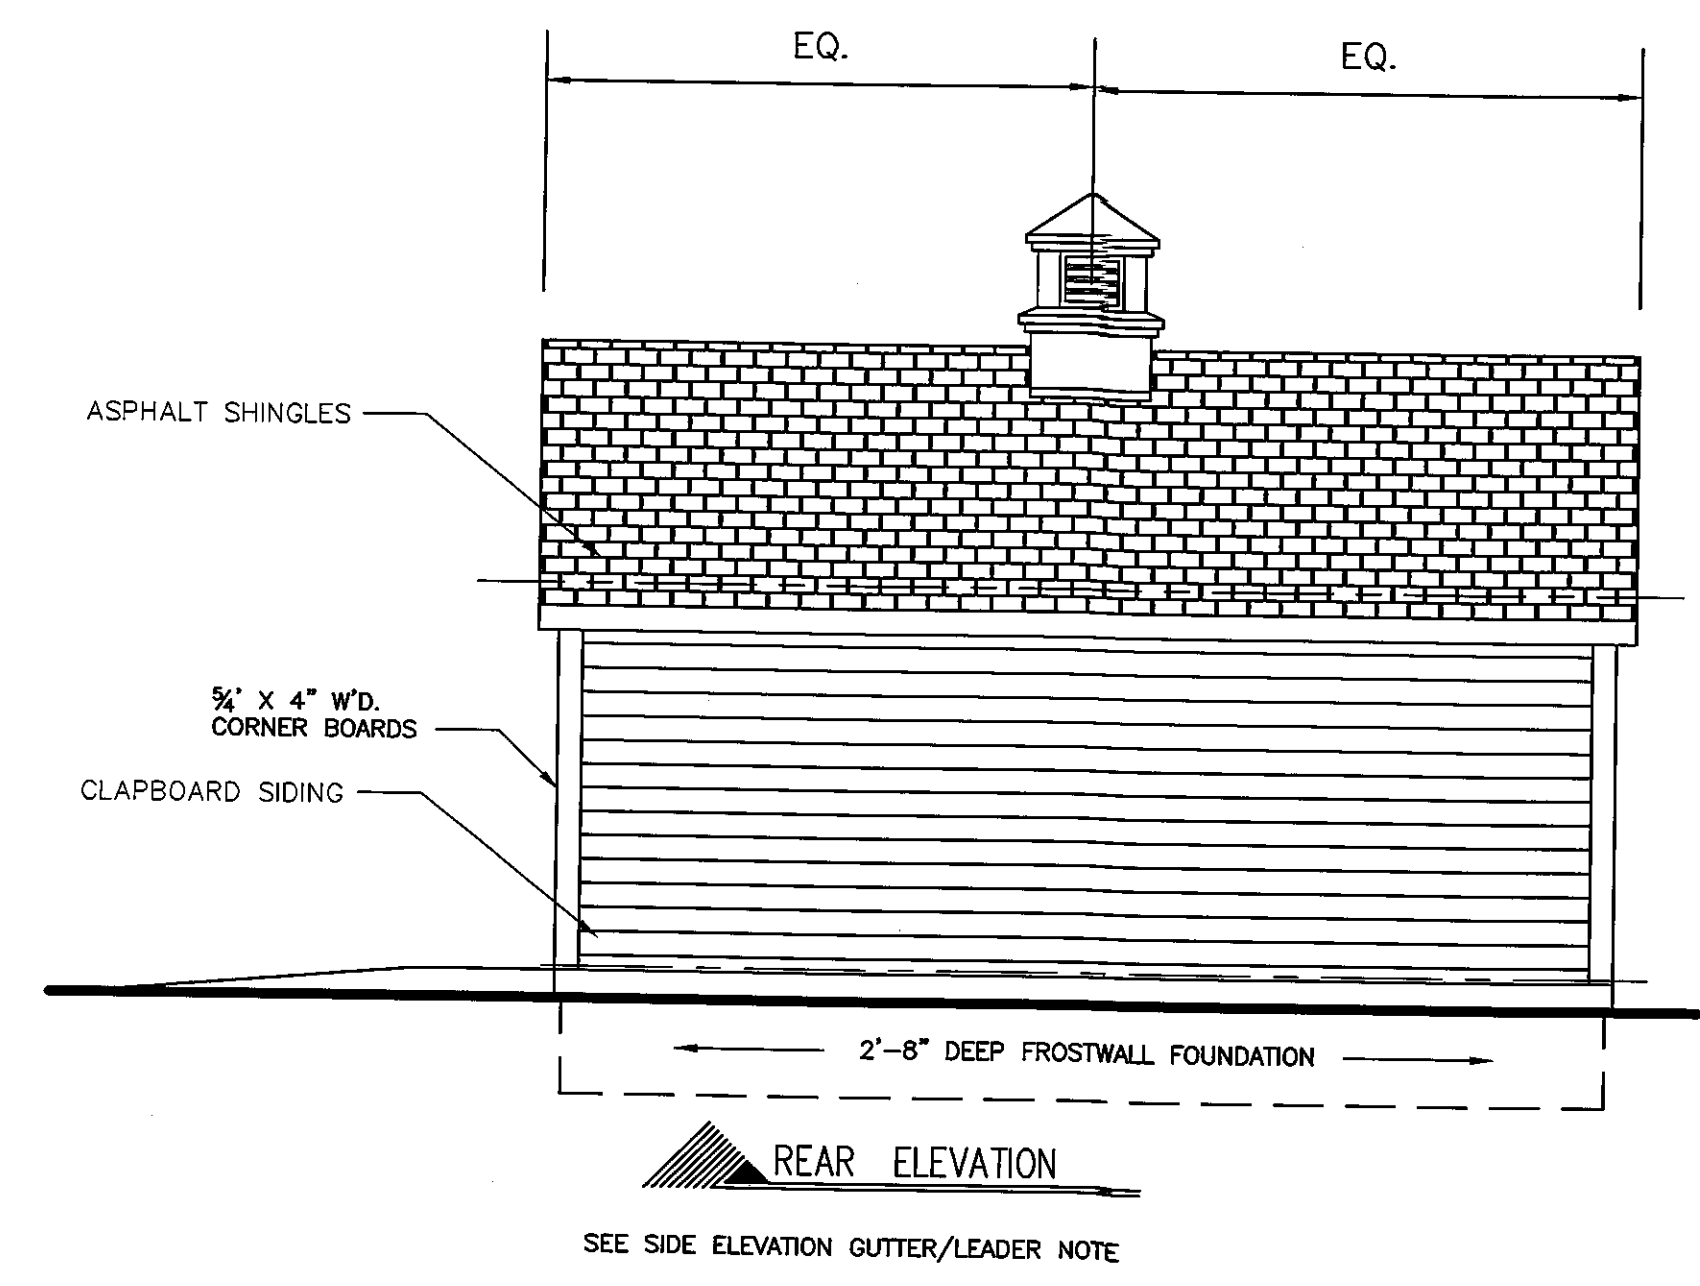 EQ.
EQ.
ASPHALT SHINGLES
5/4' X 4" W'D.
CORNER BOARDS
CLAPBOARD SIDING
2'-8" DEEP FROSTWALL FOUNDATION
REAR ELEVATION
SEE SIDE ELEVATION GUTTER/LEADER NOTE